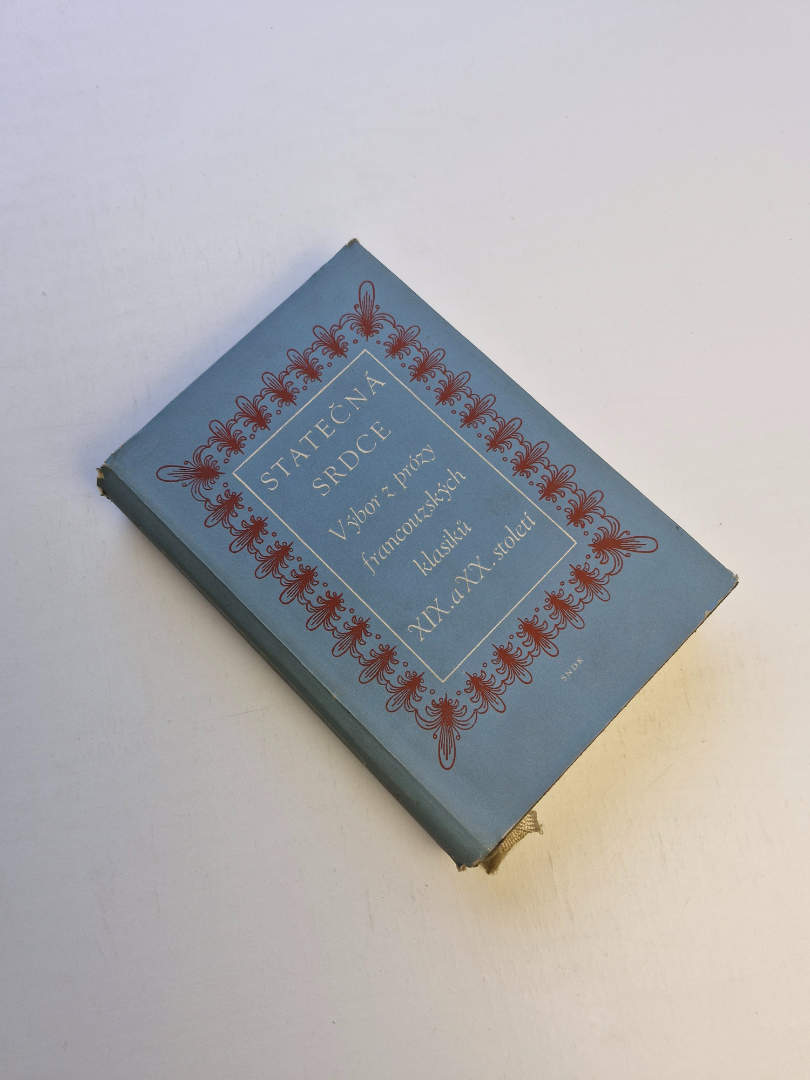 STATEČNÁ
SRDCE
Výbor z prózy
francouzských
klasiků
XIX. a XX. století
SNDK